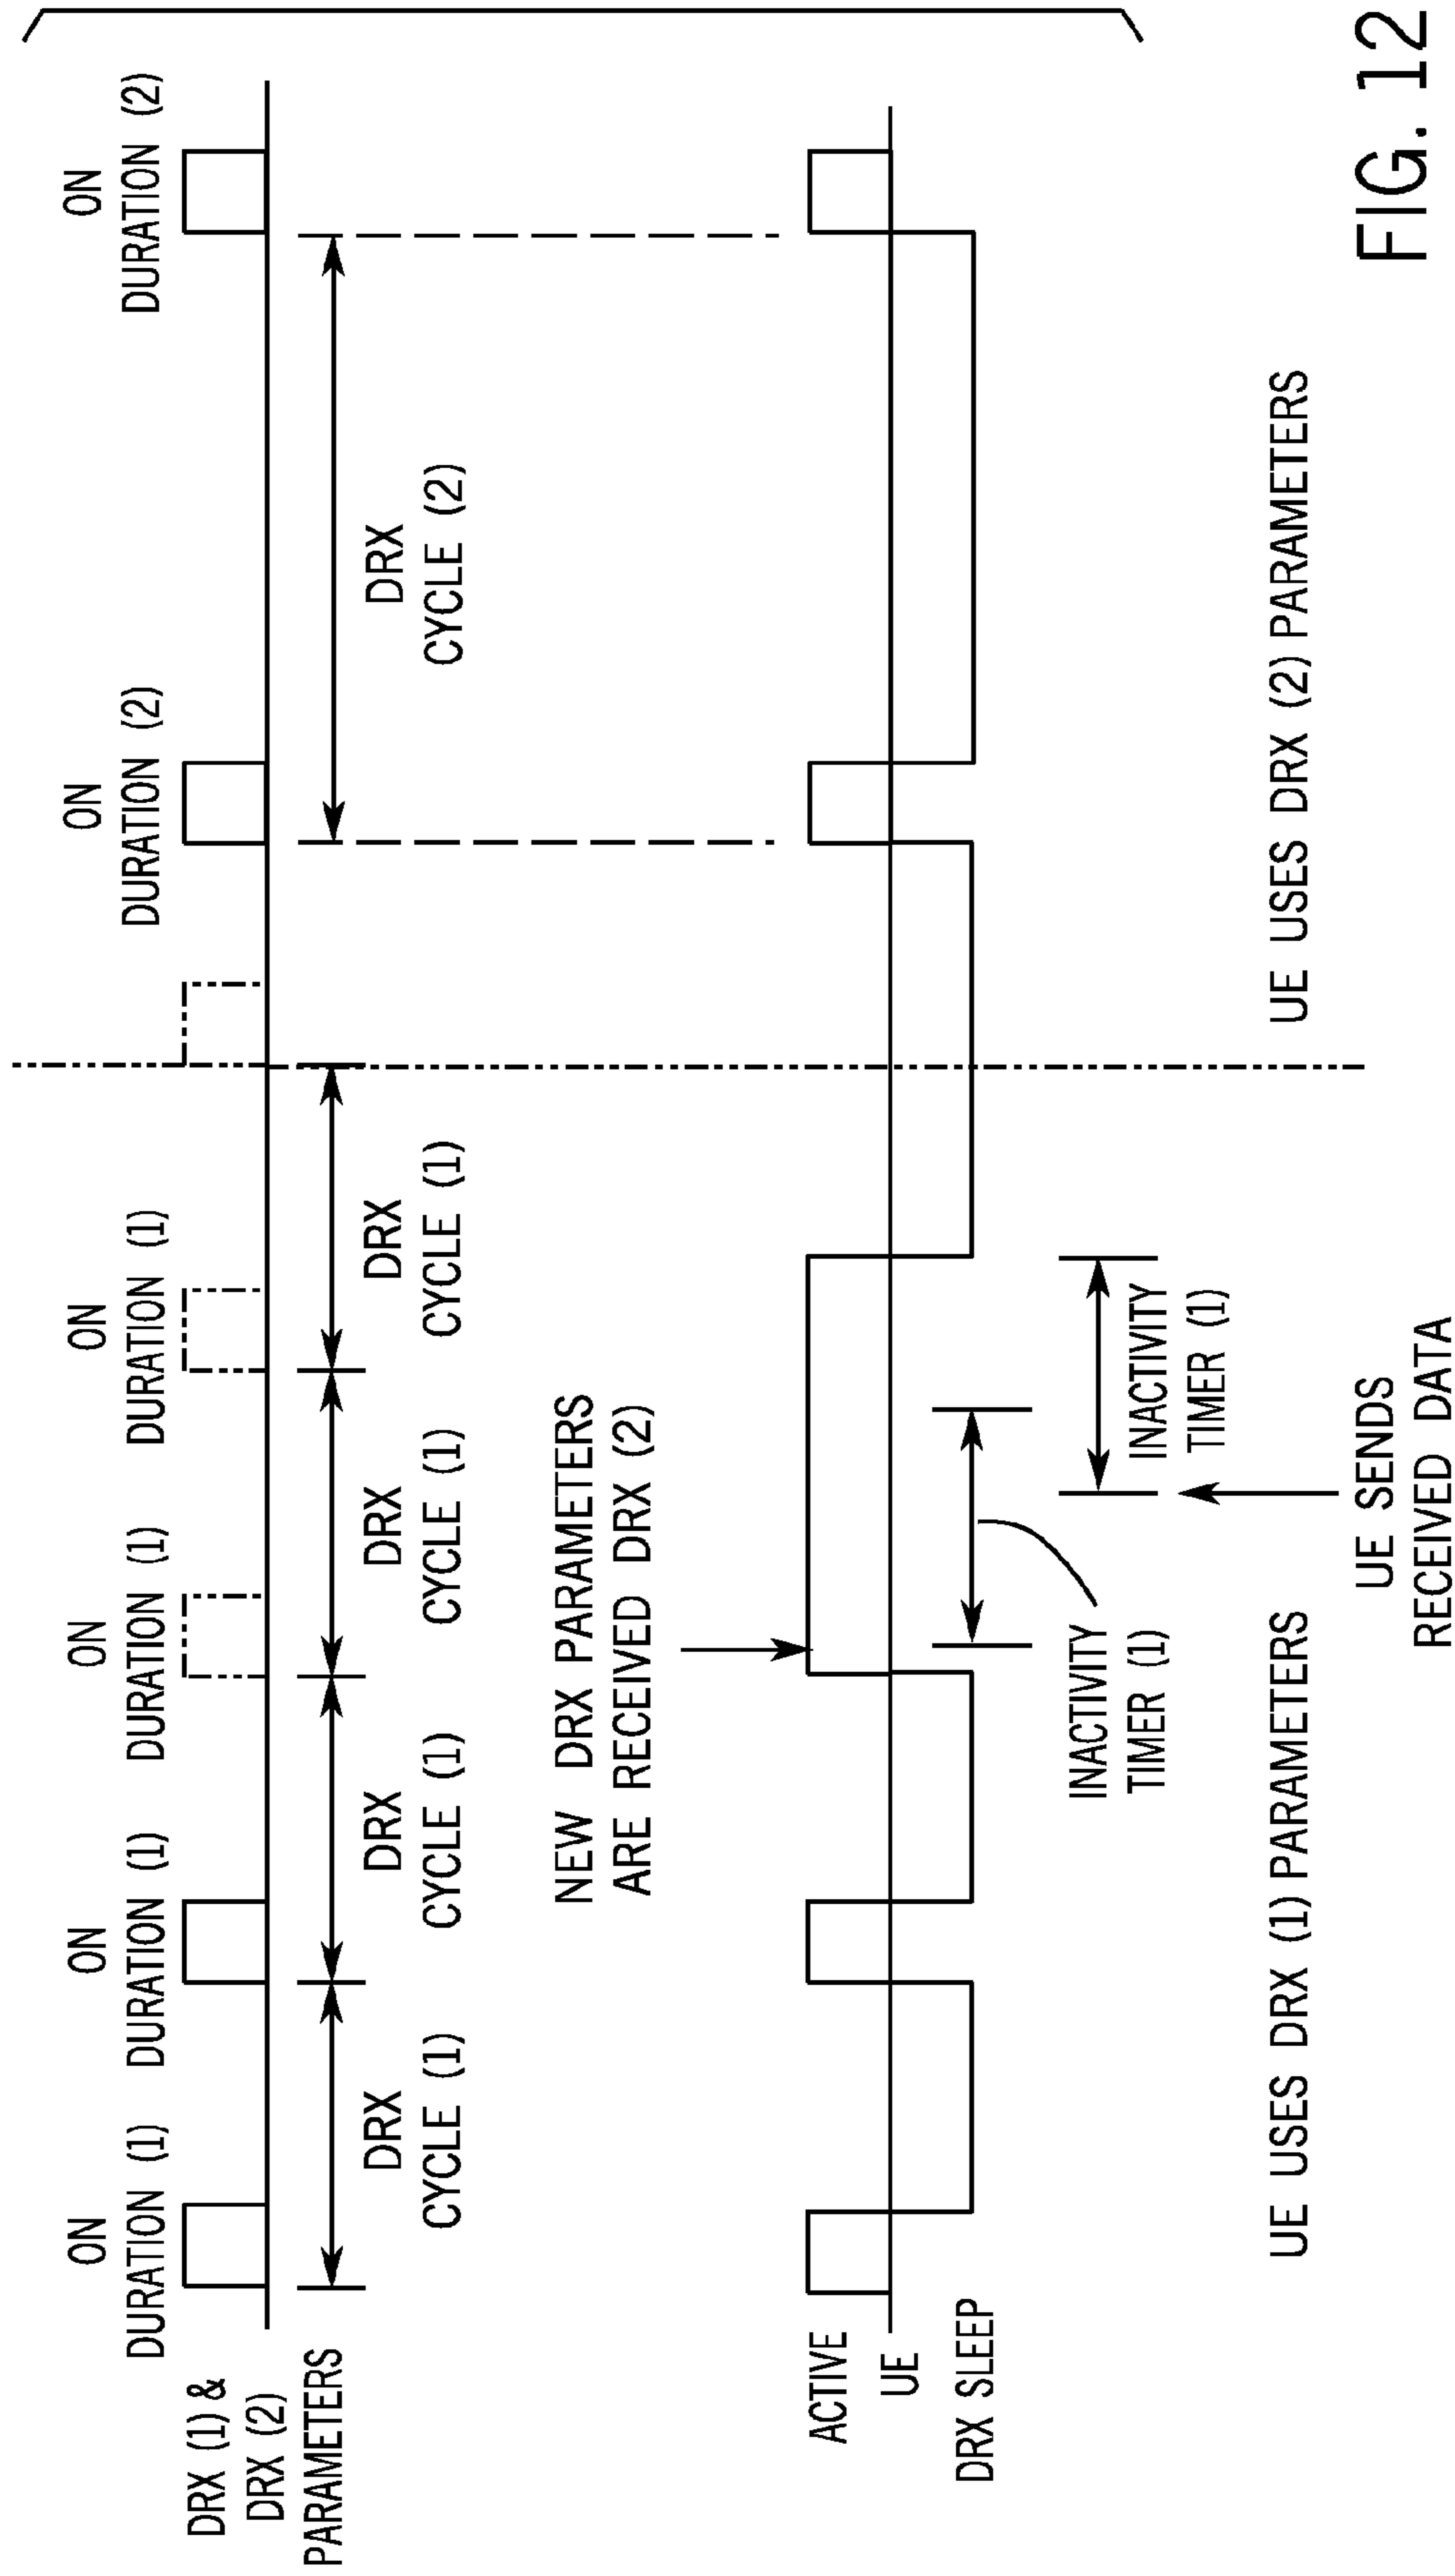 ON
DURATION (1)
ON
DURATION (1)
ON
DURATION (1)
ON
DURATION (1)
ON
DURATION (2)
ON
DURATION (2)
DRX (1) &
DRX (2)
PARAMETERS
DRX
CYCLE (1)
DRX
CYCLE (1)
DRX
CYCLE (1)
DRX
CYCLE (1)
DRX
CYCLE (2)
NEW DRX PARAMETERS
ARE RECEIVED DRX (2)
ACTIVE
UE
DRX SLEEP
INACTIVITY
TIMER (1)
INACTIVITY
TIMER (1)
UE USES DRX (1) PARAMETERS
UE USES DRX (2) PARAMETERS
UE SENDS
RECEIVED DATA
FIG. 12